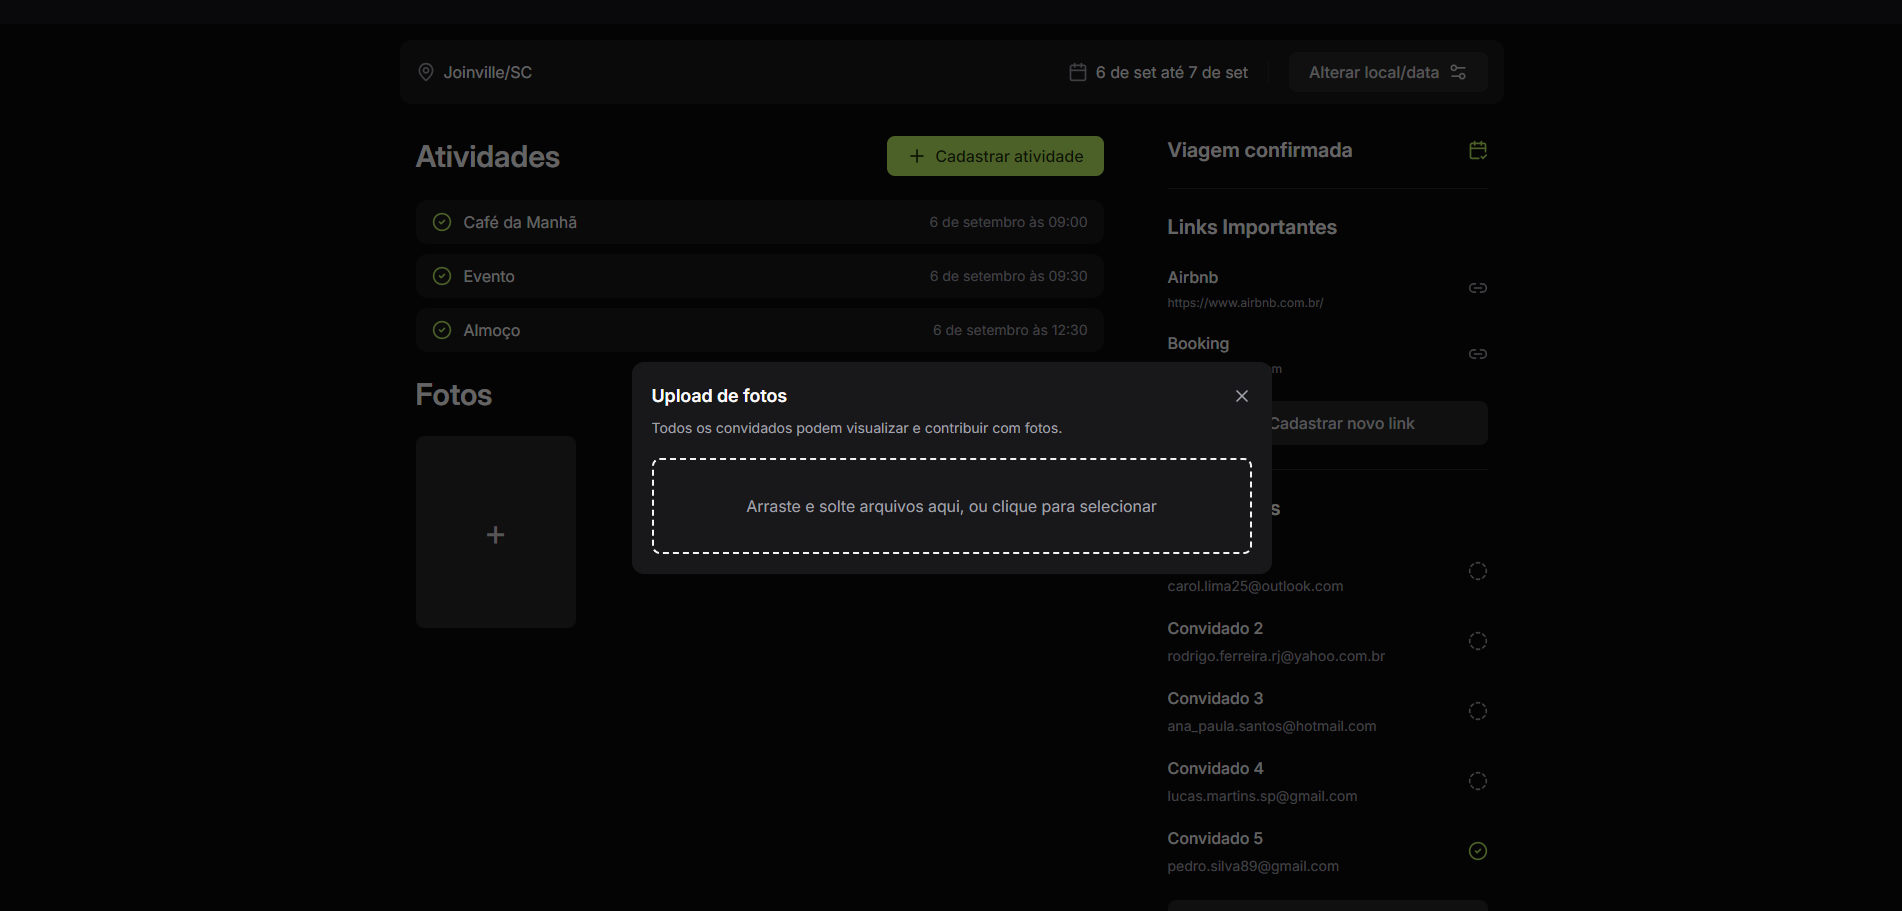 Joinville/SC
6 de set até 7 de set
Alterar local/data
Atividades
Cadastrar atividade
Café da Manhã
6 de setembro às 09:00
Evento
6 de setembro às 09:30
Almoço
6 de setembro às 12:30
Fotos
Upload de fotos
Todos os convidados podem visualizar e contribuir com fotos.
Arraste e solte arquivos aqui, ou clique para selecionar
Viagem confirmada
Links Importantes
Airbnb
https://www.airbnb.com.br/
Booking
Cadastrar novo link
carol.lima25@outlook.com
Convidado 2
rodrigo.ferreira.rj@yahoo.com.br
Convidado 3
ana_paula.santos@hotmail.com
Convidado 4
lucas.martins.sp@gmail.com
Convidado 5
pedro.silva89@gmail.com